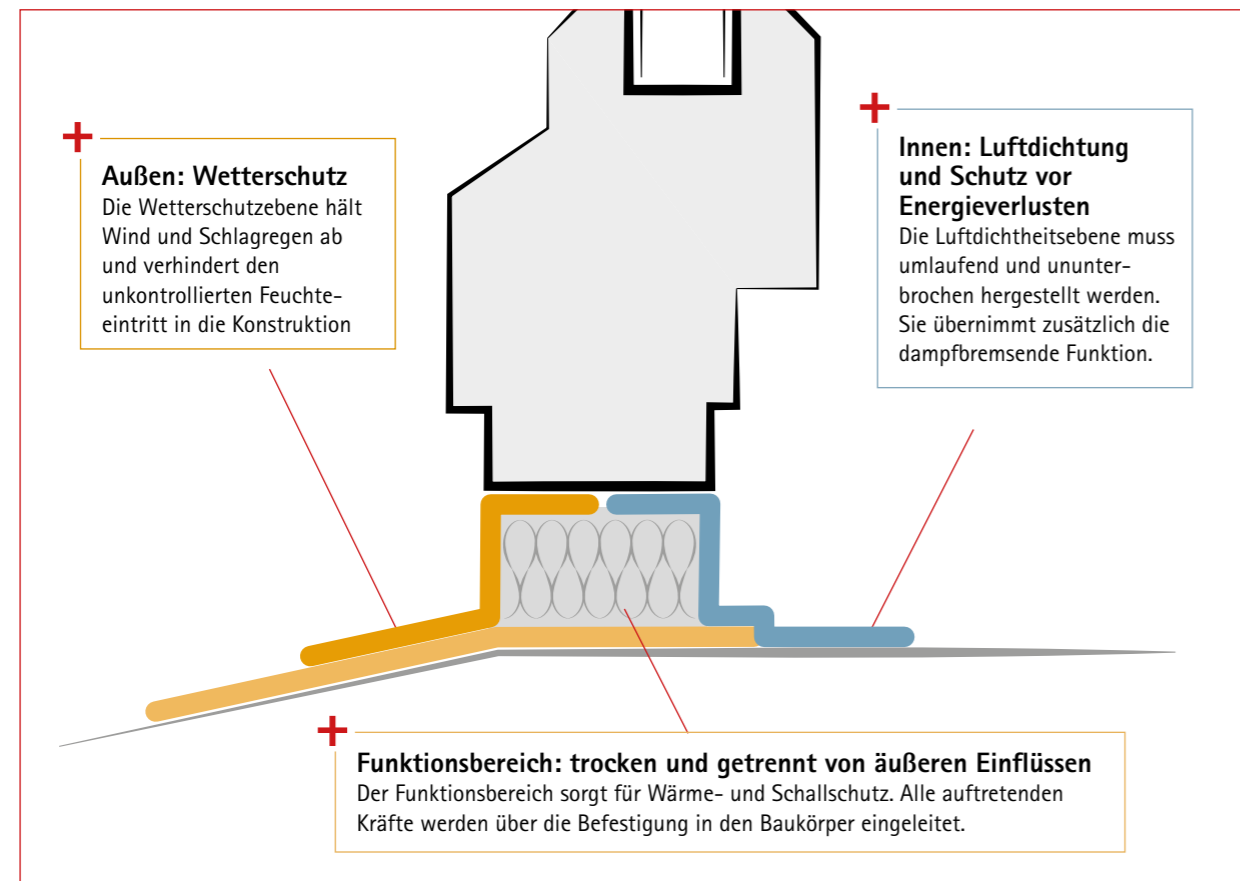 Außen: Wetterschutz
Die Wetterschutzebene hält
Wind und Schlagregen ab
und verhindert den
unkontrollierten Feuchte-
eintritt in die Konstruktion
Innen: Luftdichtung
und Schutz vor
Energieverlusten
Die Luftdichtheitsebene muss
umlaufend und ununter-
brochen hergestellt werden.
Sie übernimmt zusätzlich die
dampfbremsende Funktion.
Funktionsbereich: trocken und getrennt von äußeren Einflüssen
Der Funktionsbereich sorgt für Wärme- und Schallschutz. Alle auftretenden
Kräfte werden über die Befestigung in den Baukörper eingeleitet.